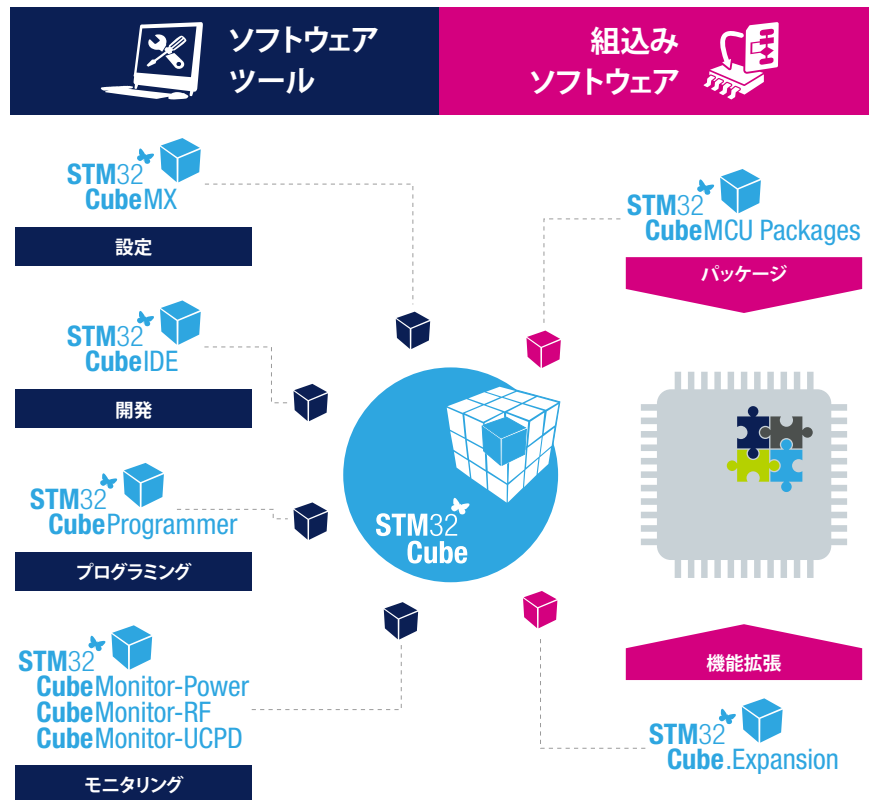 ソフトウェア
ツール
組込み
ソフトウェア
STM32
CubeMX
設定
STM32
CubeIDE
開発
STM32
CubeProgrammer
プログラミング
STM32
CubeMonitor-Power
CubeMonitor-RF
CubeMonitor-UCPD
モニタリング
STM32
Cube
STM32
CubeMCU Packages
パッケージ
機能拡張
STM32
Cube.Expansion